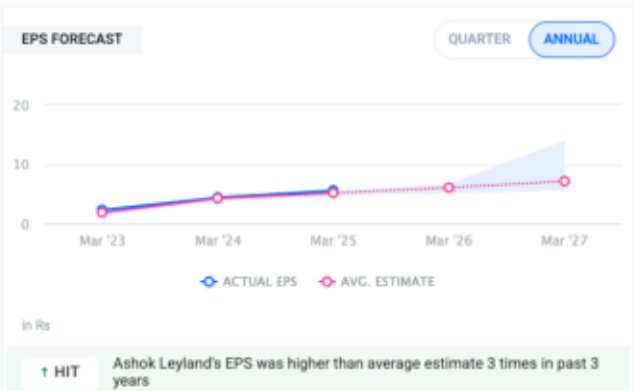 EPS FORECAST
QUARTER ANNUAL
20
10
0
Mar '23 Mar '24 Mar '25 Mar '26 Mar '27
ACTUAL EPS AVG. ESTIMATE
in Rs
↑ HIT Ashok Leyland's EPS was higher than average estimate 3 times in past 3
years